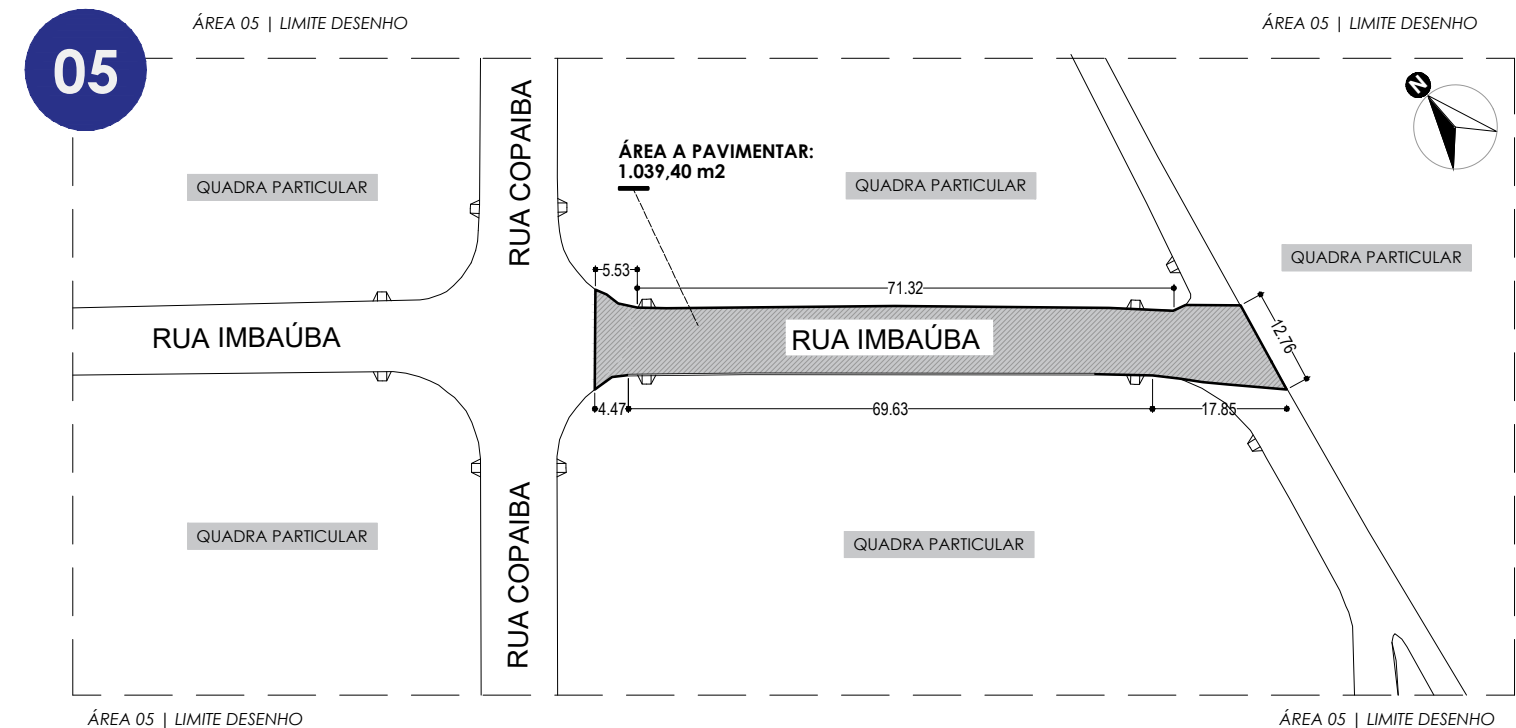 ÁREA 05 | LIMITE DESENHO
ÁREA 05 | LIMITE DESENHO
05
N
RUA COPAIBA
ÁREA A PAVIMENTAR:
1.039,40 m2
QUADRA PARTICULAR
QUADRA PARTICULAR
QUADRA PARTICULAR
5.53
71.32
12.76
RUA IMBAÚBA
RUA IMBAÚBA
4.47
69.63
17.85
QUADRA PARTICULAR
QUADRA PARTICULAR
RUA COPAIBA
ÁREA 05 | LIMITE DESENHO
ÁREA 05 | LIMITE DESENHO